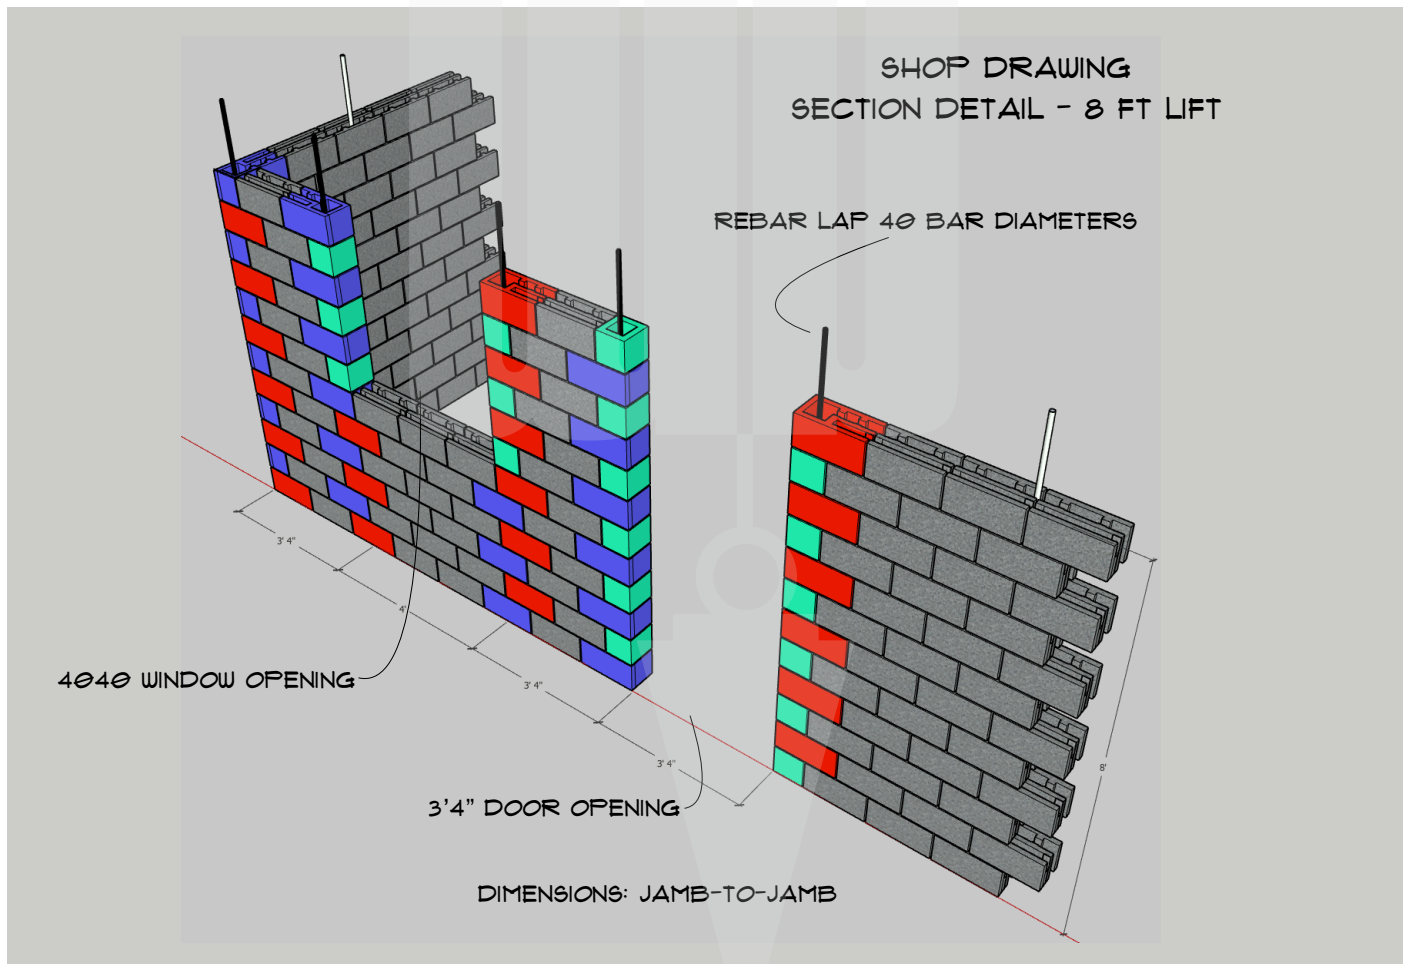 SHOP DRAWING
SECTION DETAIL - 8 FT LIFT
REBAR LAP 40 BAR DIAMETERS
3' 4"
4'
4040 WINDOW OPENING
3' 4"
3' 4"
8'
3'4" DOOR OPENING
DIMENSIONS: JAMB-TO-JAMB